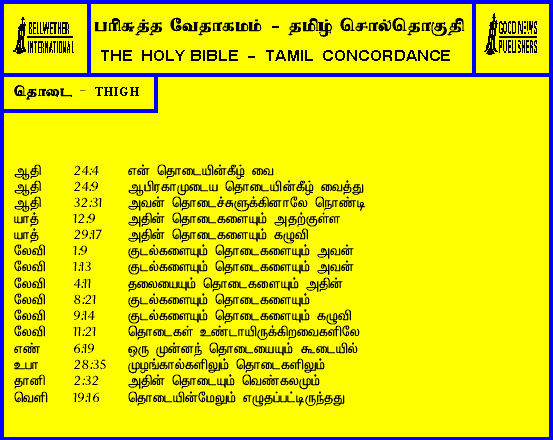 BELLWETHER
INTERNATIONAL
பரிசுத்த வேதாகமம் - தமிழ் சொல்தொகுதி
THE HOLY BIBLE - TAMIL CONCORDANCE
GOOD NEWS
PUBLISHERS
தொடை - THIGH
ஆதி 24:4 என் தொடையின்கீழ் வை
ஆதி 24:9 ஆபிரகாமுடைய தொடையின்கீழ் வைத்து
ஆதி 32:31 அவன் தொடைச்சுளுக்கினாலே நொண்டி
யாத் 12:9 அதின் தொடைகளையும் அதற்குள்ள
யாத் 29:17 அதின் தொடைகளையும் கழுவி
லேவி 1:9 குடல்களையும் தொடைகளையும் அவன்
லேவி 1:13 குடல்களையும் தொடைகளையும் அவன்
லேவி 4:11 தலையையும் தொடைகளையும் அதின்
லேவி 8:21 குடல்களையும் தொடைகளையும்
லேவி 9:14 குடல்களையும் தொடைகளையும் கழுவி
லேவி 11:21 தொடைகள் உண்டாயிருக்கிறவைகளிலே
எண் 6:19 ஒரு முன்னந் தொடையையும் கூடையில்
உபா 28:35 முழங்கால்களிலும் தொடைகளிலும்
தானி 2:32 அதின் தொடையும் வெண்கலமும்
வெளி 19:16 தொடையின்மேலும் எழுதப்பட்டிருந்தது